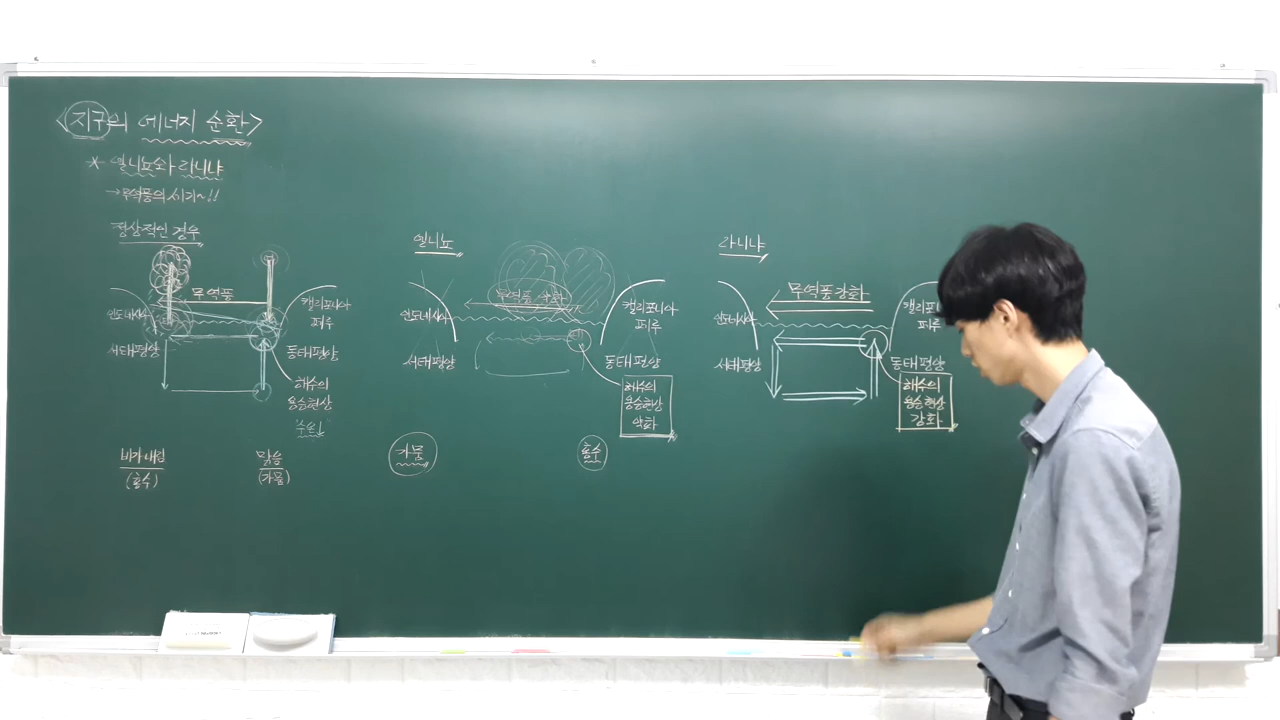 <지구의 에너지 순환>
* 엘니뇨와 라니냐
→ 무역풍의 세기~!!
정상적인 경우
무역풍
인도네시아
서태평양
캘리포니아
페루
동태평양
해수의
용승현상
"수온↓"
비가 내림
(홍수)
맑음
(가뭄)
엘니뇨
무역풍 약화
인도네시아
서태평양
캘리포니아
페루
동태평양
해수의
용승현상
약화
가뭄
홍수
라니냐
무역풍 강화
인도네시아
서태평양
캘리포니아
페루
동태평양
해수의
용승현상
강화